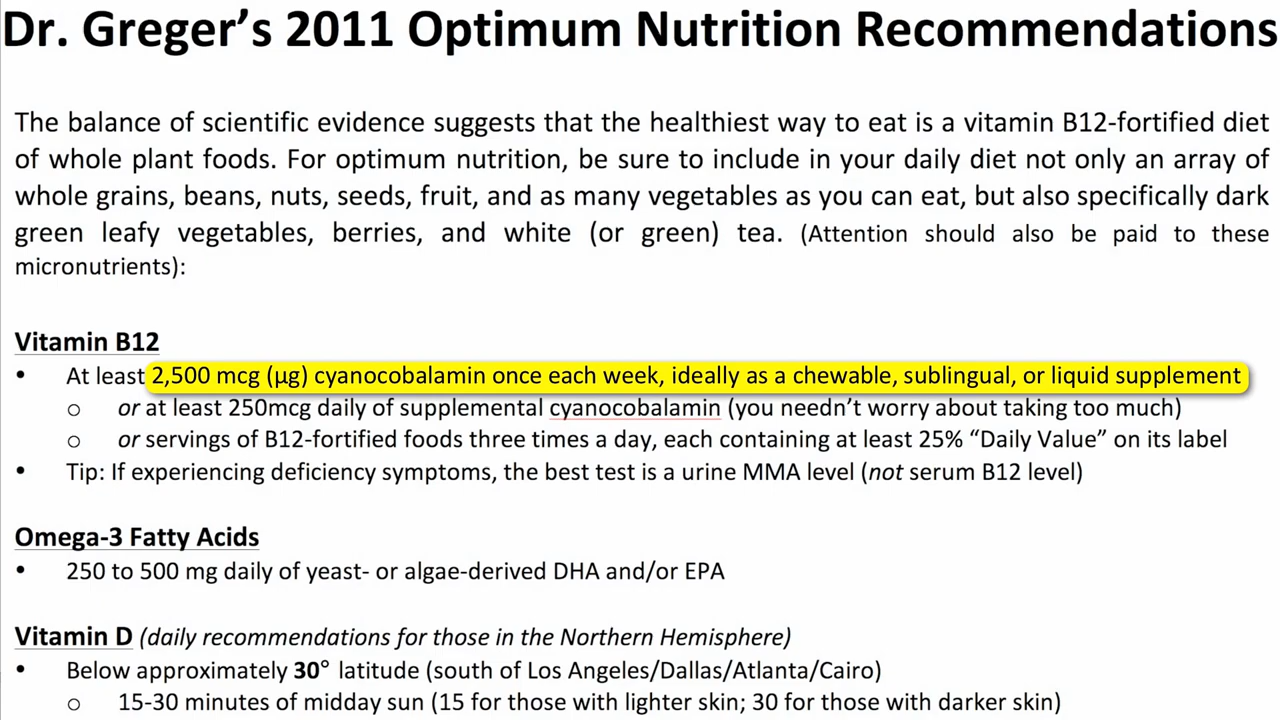 Dr. Greger’s 2011 Optimum Nutrition Recommendations
The balance of scientific evidence suggests that the healthiest way to eat is a vitamin B12-fortified diet
of whole plant foods. For optimum nutrition, be sure to include in your daily diet not only an array of
whole grains, beans, nuts, seeds, fruit, and as many vegetables as you can eat, but also specifically dark
green leafy vegetables, berries, and white (or green) tea. (Attention should also be paid to these
micronutrients):
Vitamin B12
• At least 2,500 mcg (µg) cyanocobalamin once each week, ideally as a chewable, sublingual, or liquid supplement
o or at least 250mcg daily of supplemental cyanocobalamin (you needn’t worry about taking too much)
o or servings of B12-fortified foods three times a day, each containing at least 25% “Daily Value” on its label
• Tip: If experiencing deficiency symptoms, the best test is a urine MMA level (not serum B12 level)
Omega-3 Fatty Acids
• 250 to 500 mg daily of yeast- or algae-derived DHA and/or EPA
Vitamin D (daily recommendations for those in the Northern Hemisphere)
• Below approximately 30° latitude (south of Los Angeles/Dallas/Atlanta/Cairo)
o 15-30 minutes of midday sun (15 for those with lighter skin; 30 for those with darker skin)